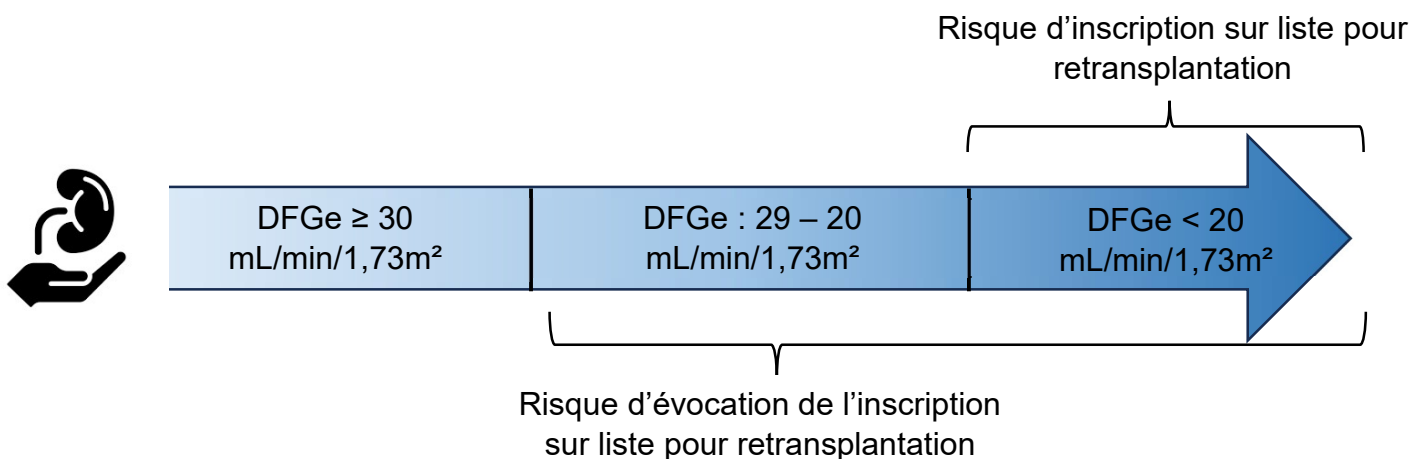 Risque d’inscription sur liste pour
retransplantation
DFGe ≥ 30
mL/min/1,73m²
DFGe : 29 – 20
mL/min/1,73m²
DFGe < 20
mL/min/1,73m²
Risque d’évocation de l’inscription
sur liste pour retransplantation